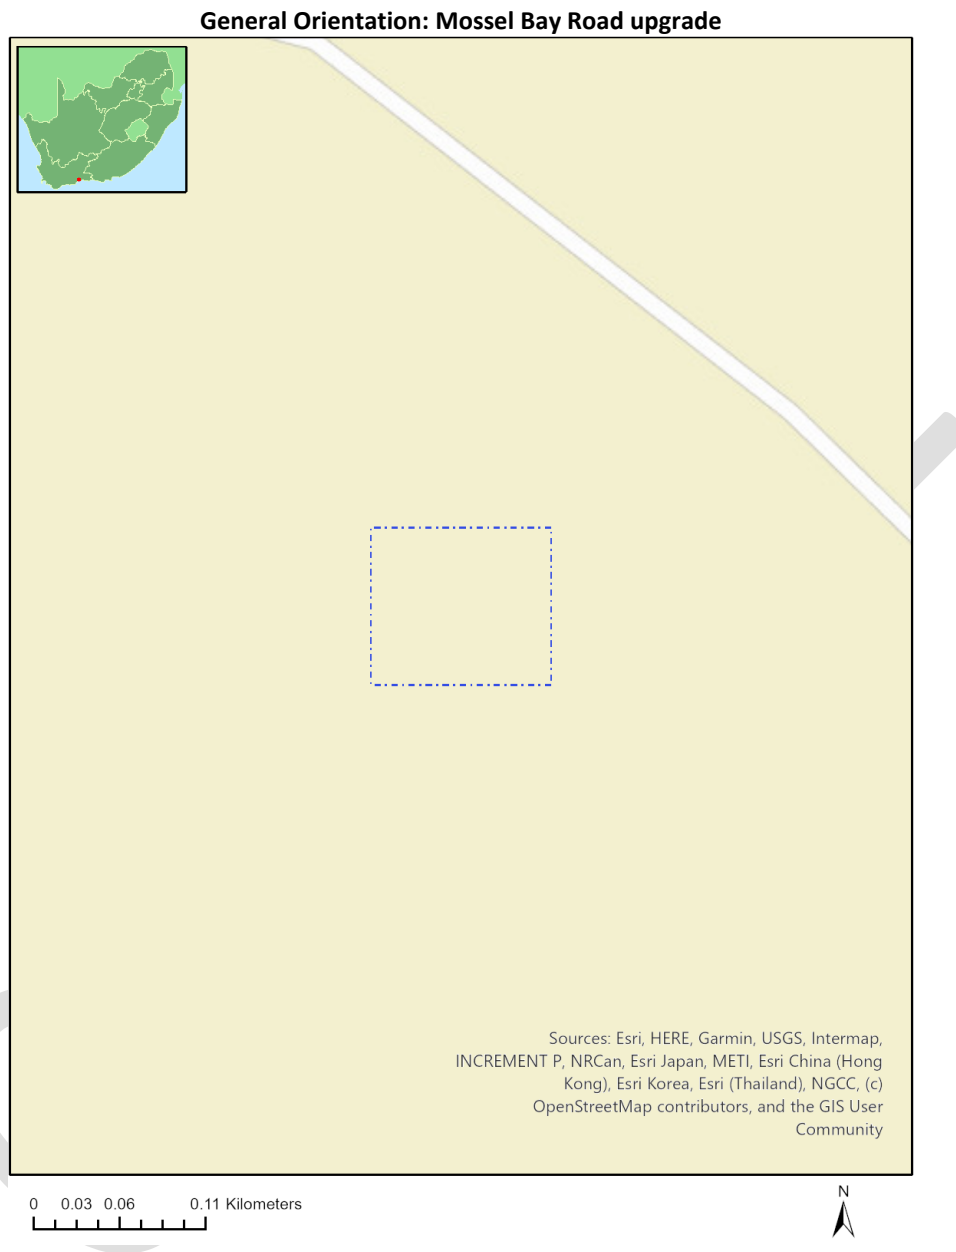 General Orientation: Mossel Bay Road upgrade
Sources: Esri, HERE, Garmin, USGS, Intermap,
INCREMENT P, NRCan, Esri Japan, METI, Esri China (Hong
Kong), Esri Korea, Esri (Thailand), NGCC, (c)
OpenStreetMap contributors, and the GIS User
Community
0 0.03 0.06 0.11 Kilometers
N